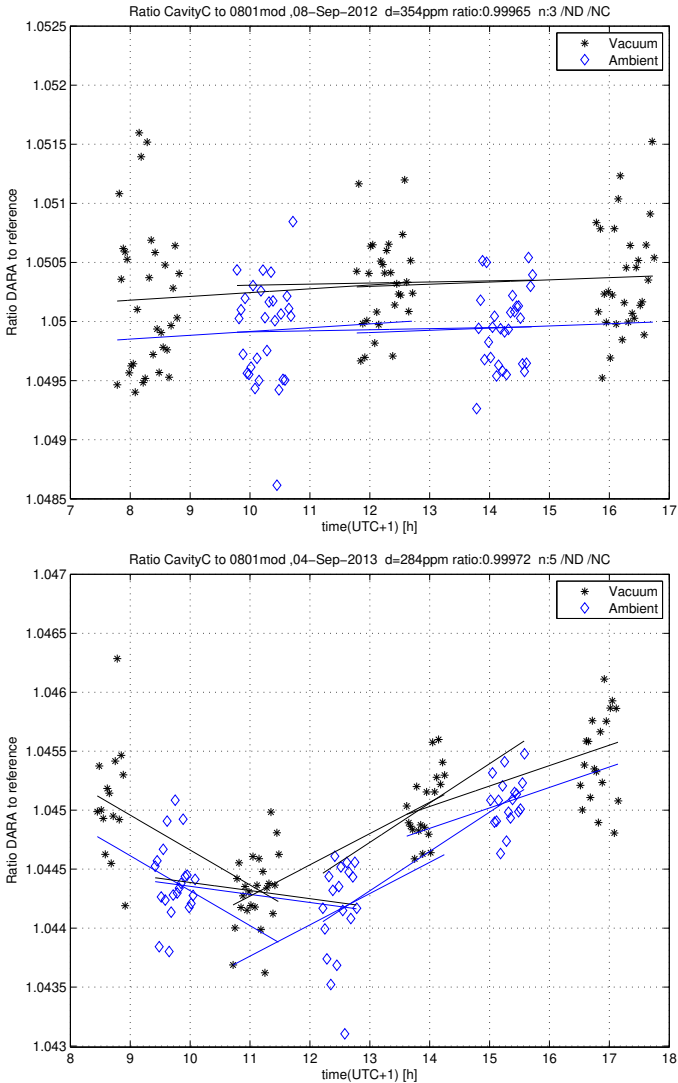 Ratio CavityC to 0801mod ,08−Sep−2012 d=354ppm ratio:0.99965 n:3 /ND /NC
1.0525
1.052
1.0515
1.051
1.0505
1.05
1.0495
1.049
1.0485
Ratio DARA to reference
Vacuum
Ambient
7 8 9 10 11 12 13 14 15 16 17
time(UTC+1) [h]
Ratio CavityC to 0801mod ,04−Sep−2013 d=284ppm ratio:0.99972 n:5 /ND /NC
1.047
1.0465
1.046
1.0455
1.045
1.0445
1.044
1.0435
1.043
Ratio DARA to reference
Vacuum
Ambient
8 9 10 11 12 13 14 15 16 17 18
time(UTC+1) [h]